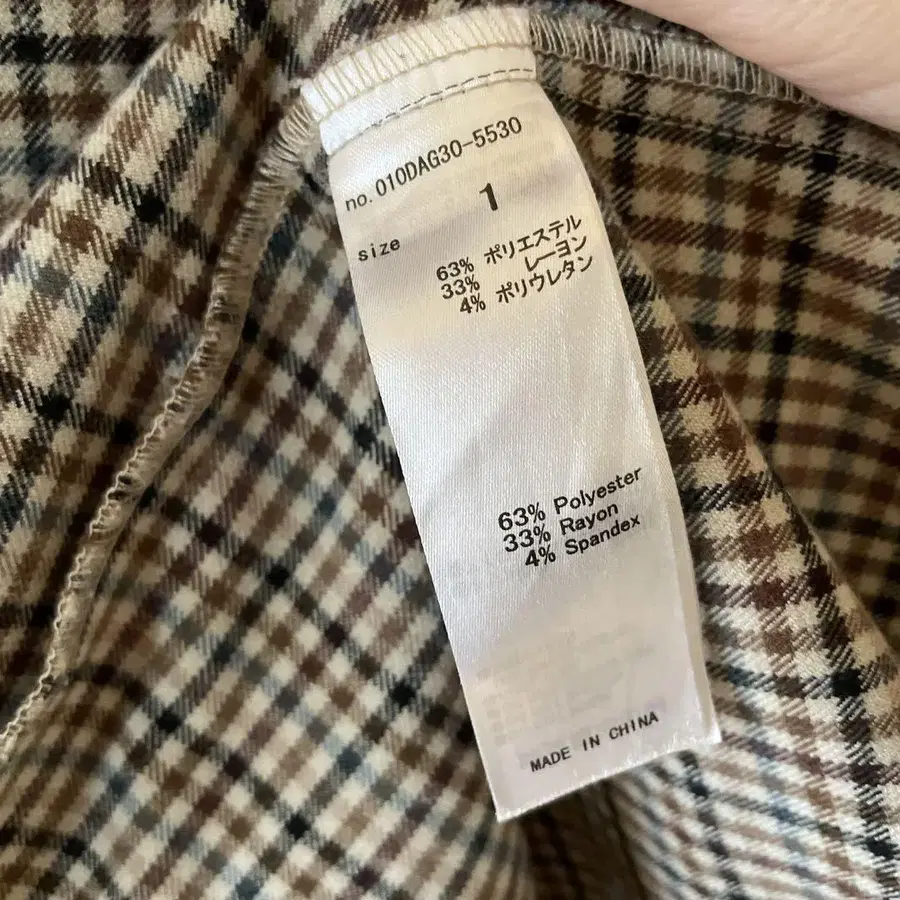 no. 010DAG30-5530
size 1
63% ポリエステル
33% レーヨン
4% ポリウレタン
63% Polyester
33% Rayon
4% Spandex
MADE IN CHINA